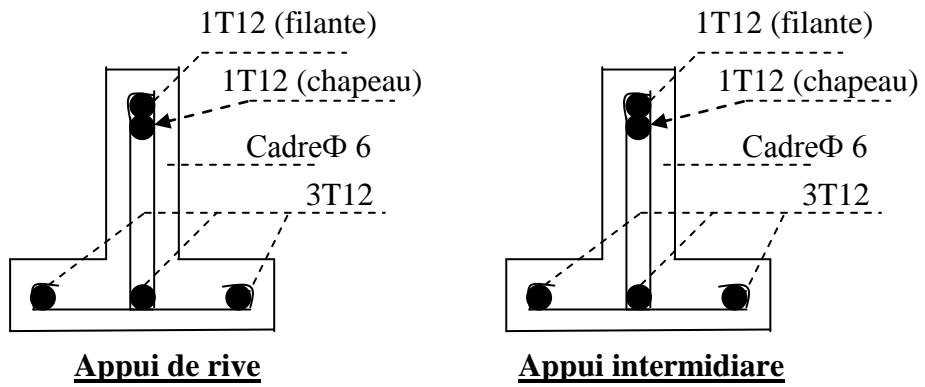 1T12 (filante)
1T12 (chapeau)
CadreΦ 6
3T12
Appui de rive
1T12 (filante)
1T12 (chapeau)
CadreΦ 6
3T12
Appui intermidiare